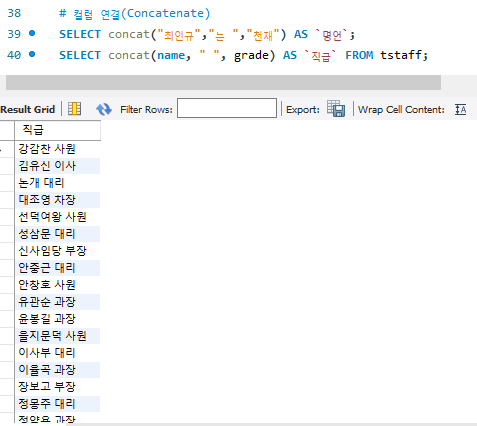 38 # 컬럼 연결(Concatenate)
39 SELECT concat("최인규","는 ","천재") AS `명언`;
40 SELECT concat(name, " ", grade) AS `직급` FROM tstaff;
Result Grid Filter Rows: Export: Wrap Cell Content: IA
직급
강감찬 사원
김유신 이사
논개 대리
대조영 차장
선덕여왕 사원
성삼문 대리
신사임당 부장
안중근 대리
안창호 사원
유관순 과장
윤봉길 과장
을지문덕 사원
이사부 대리
이율곡 과장
장보고 부장
정몽주 대리
정약용 과장